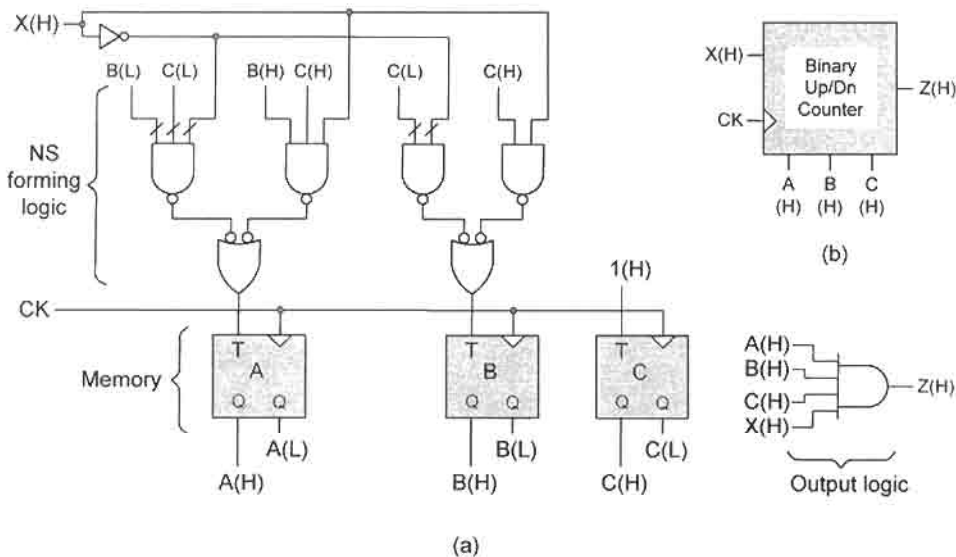 X(H)
B(L) C(L) B(H) C(H) C(L) C(H)
NS
forming
logic
CK
1(H)
Memory
T
A
Q Q
T
B
Q Q
T
C
Q Q
A(L)
B(L)
C(L)
A(H)
B(H)
C(H)
(a)
X(H)
Binary
Up/Dn
Counter
Z(H)
CK
A B C
(H) (H) (H)
(b)
A(H)
B(H)
C(H)
X(H)
Z(H)
Output logic